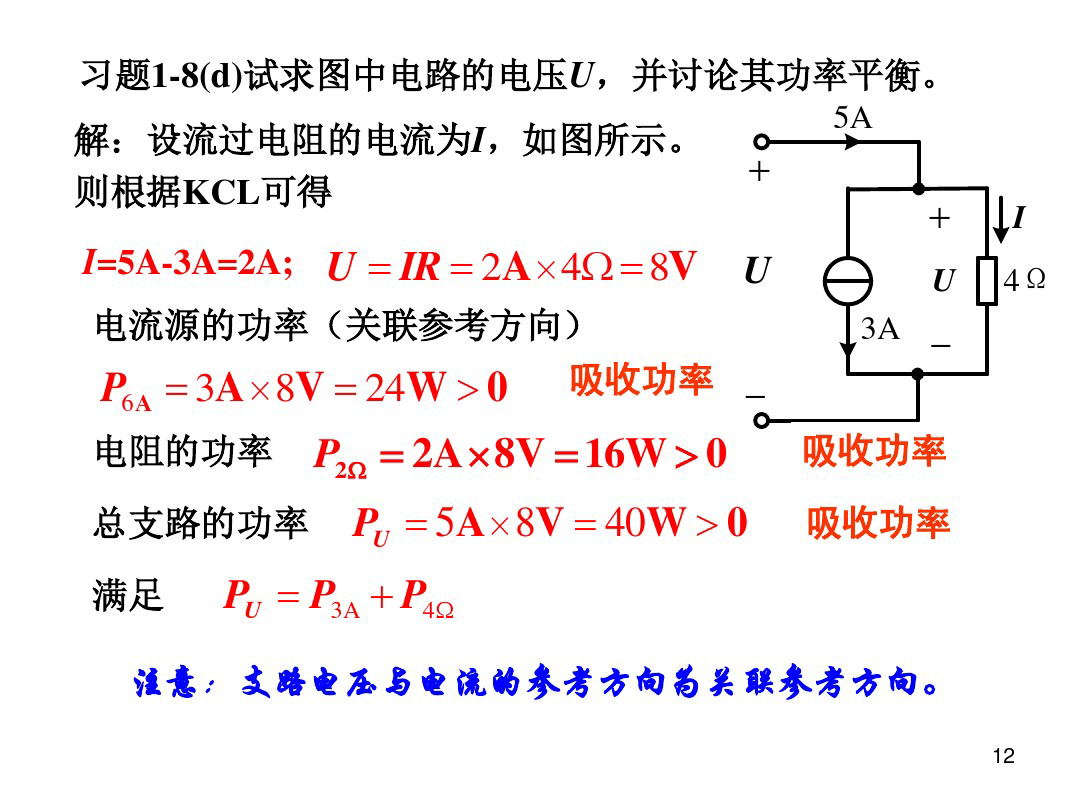 习题1-8(d)试求图中电路的电压U，并讨论其功率平衡。
解：设流过电阻的电流为I，如图所示。
则根据KCL可得
I=5A-3A=2A; U = IR = 2A×4Ω=8V
电流源的功率（关联参考方向）
P6A = 3A×8V = 24W > 0 吸收功率
电阻的功率 P2Ω = 2A×8V = 16W > 0 吸收功率
总支路的功率 PU = 5A×8V = 40W > 0 吸收功率
满足 PU = P3A + P4Ω
注意：支路电压与电流的参考方向为关联参考方向。
5A
+
+
I
U
U
4Ω
3A
−
−
12